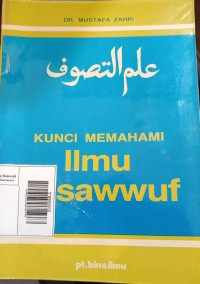 DR. MUSTAFA ZAHRI
علم التصوف
KUNCI MEMAHAMI
Ilmu
sawwuf
pt. bina ilmu